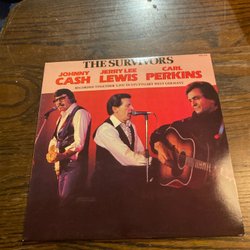 THE SURVIVORS
JOHNNY CASH
JERRY LEE LEWIS
CARL PERKINS
RECORDED TOGETHER 'LIVE' IN STUTTGART, WEST GERMANY